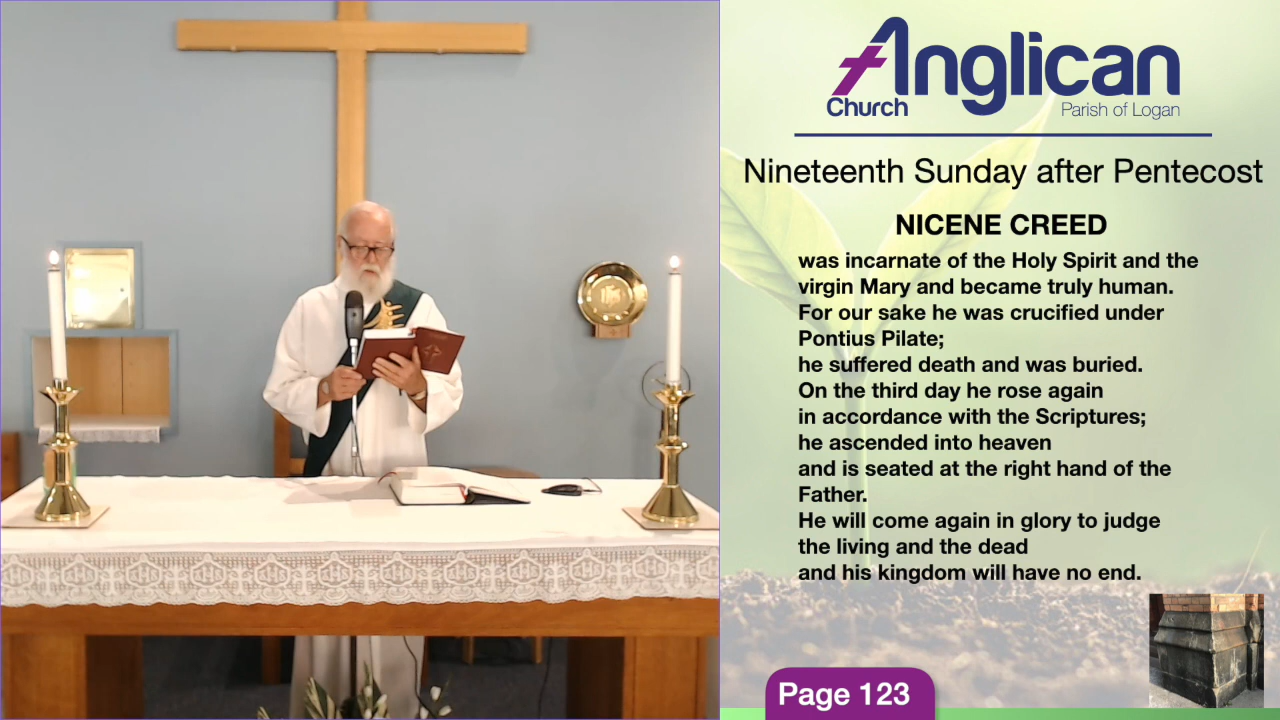 Anglican
Church
Parish of Logan
Nineteenth Sunday after Pentecost
NICENE CREED
was incarnate of the Holy Spirit and the
virgin Mary and became truly human.
For our sake he was crucified under
Pontius Pilate;
he suffered death and was buried.
On the third day he rose again
in accordance with the Scriptures;
he ascended into heaven
and is seated at the right hand of the
Father.
He will come again in glory to judge
the living and the dead
and his kingdom will have no end.
Page 123